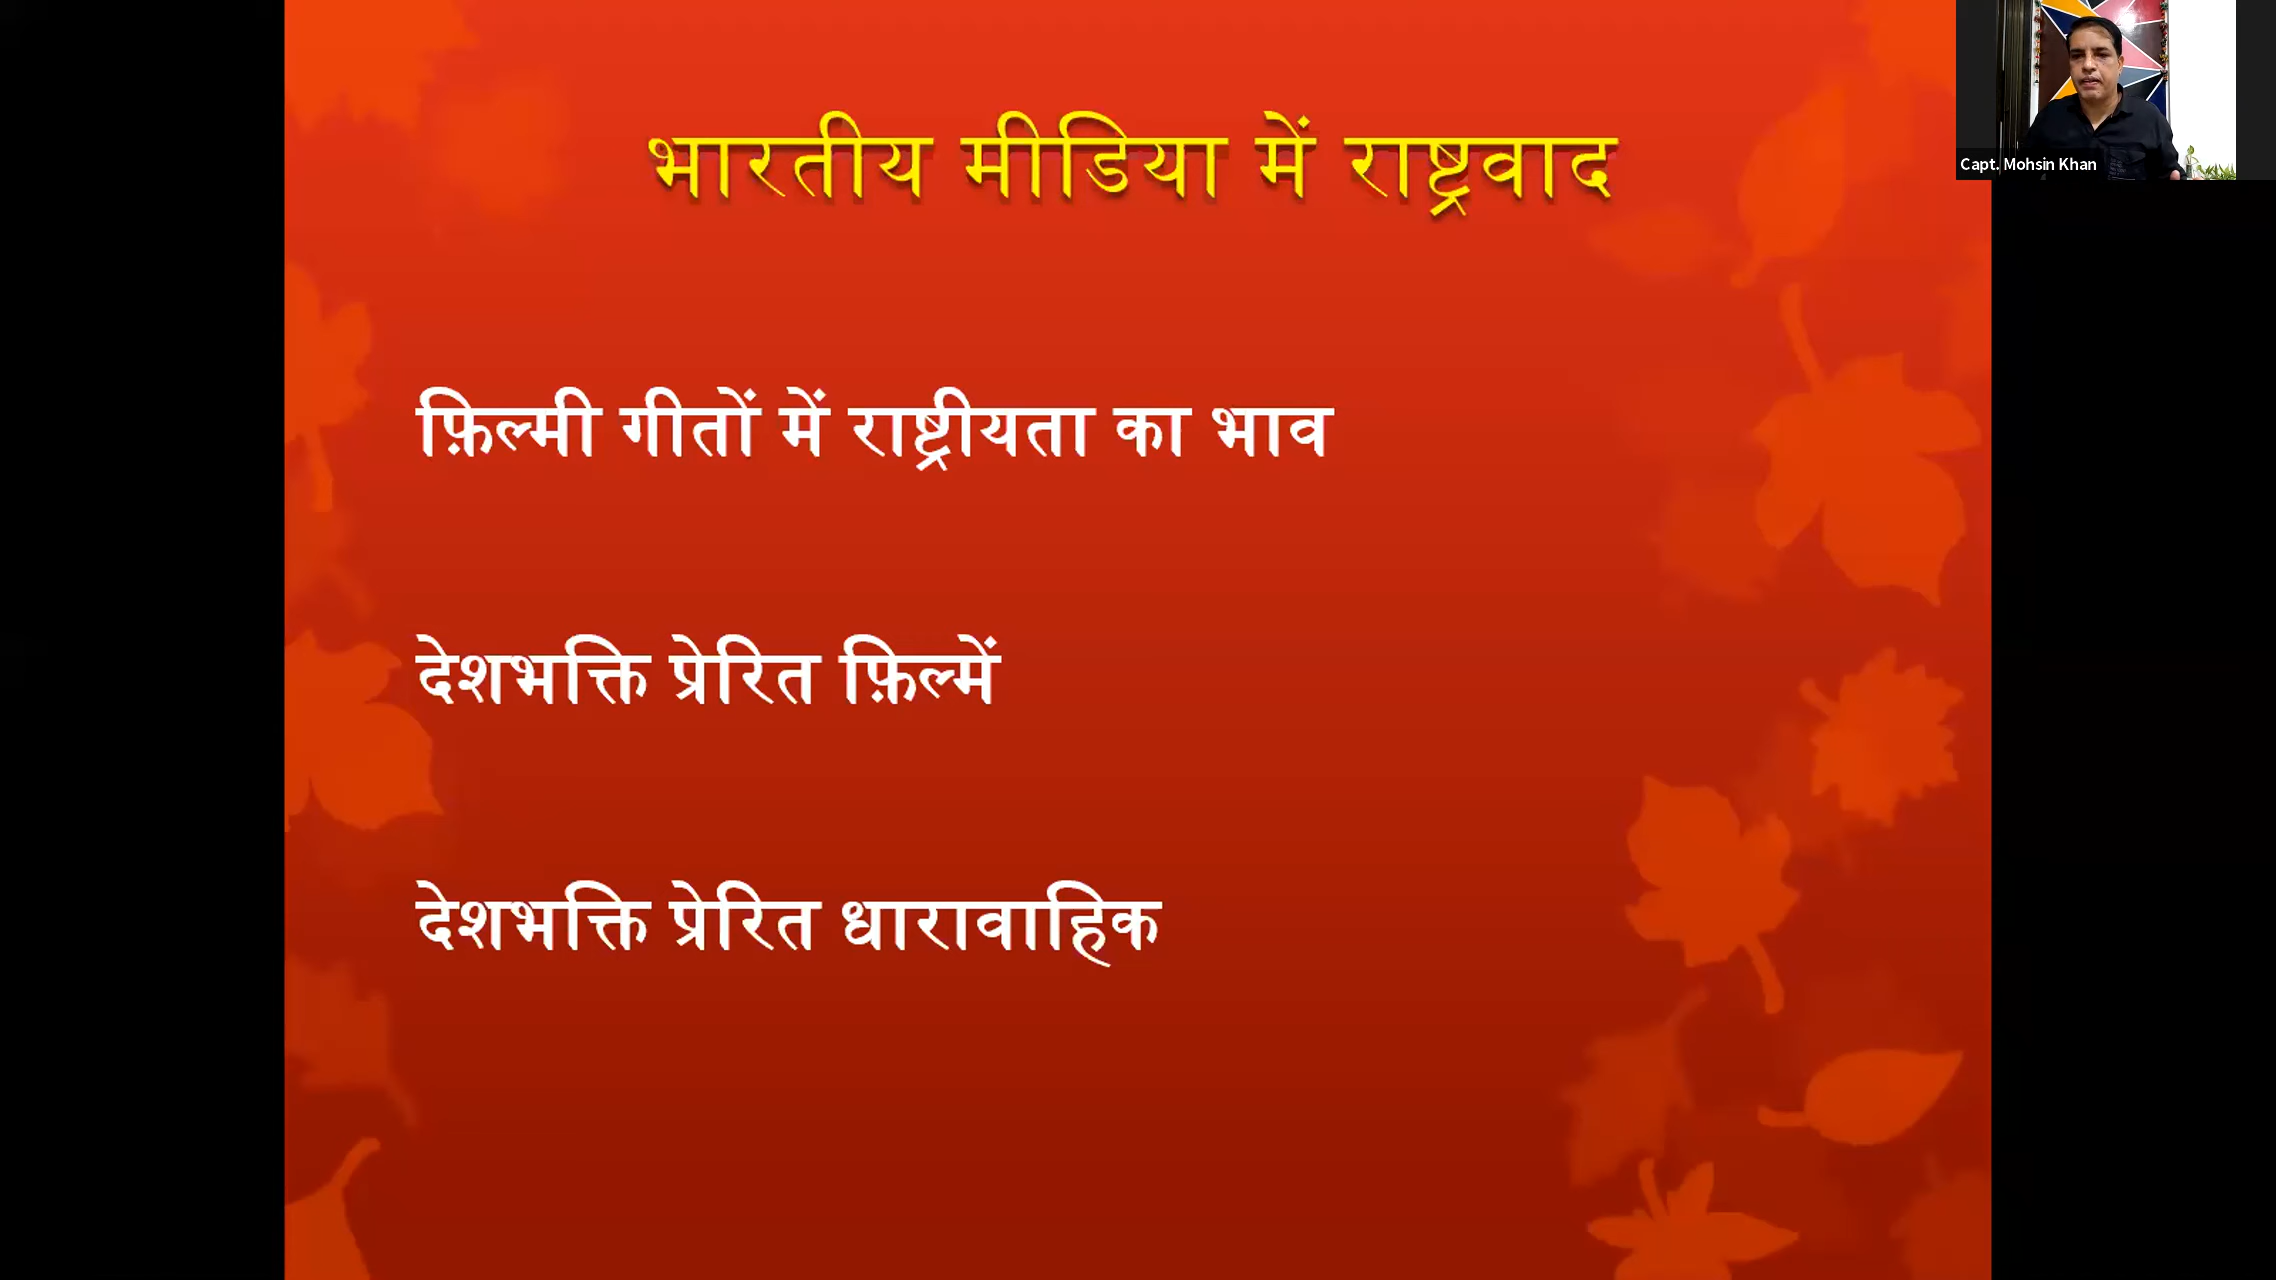 भारतीय मीडिया में राष्ट्रवाद
Capt. Mohsin Khan
फ़िल्मी गीतों में राष्ट्रीयता का भाव
देशभक्ति प्रेरित फ़िल्में
देशभक्ति प्रेरित धारावाहिक